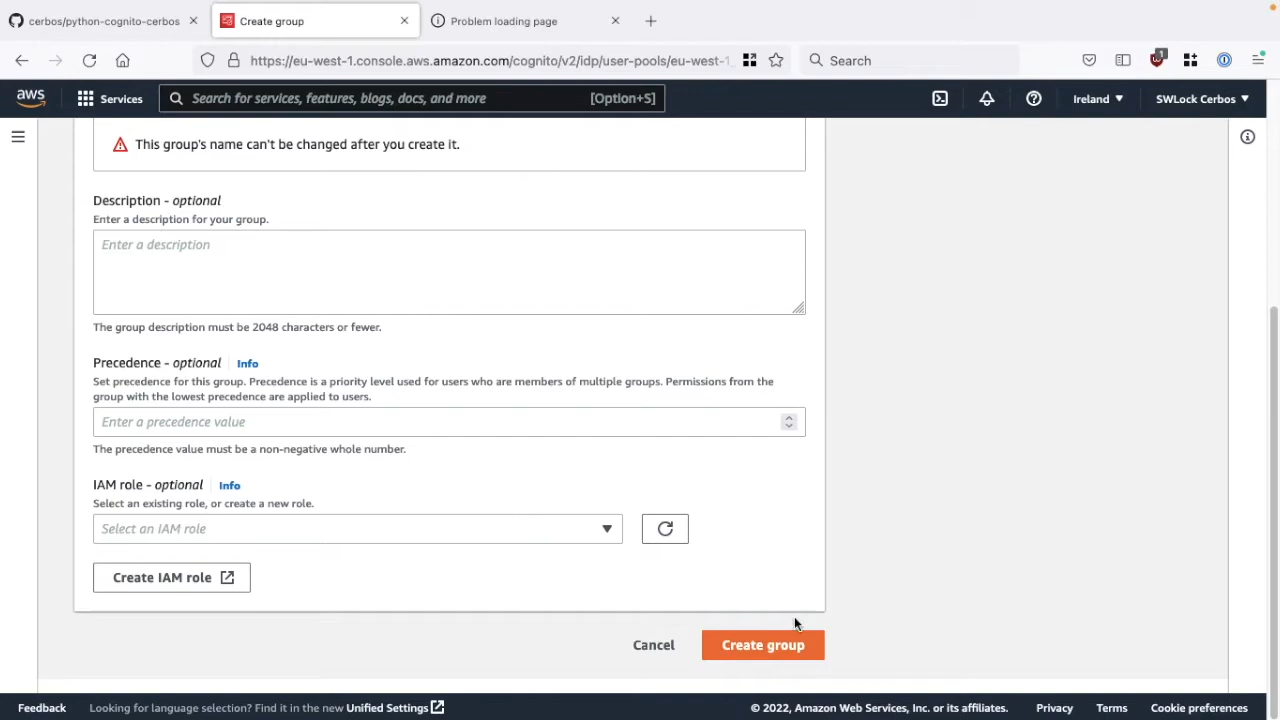 cerbos/python-cognito-cerbos
Create group
Problem loading page
https://eu-west-1.console.aws.amazon.com/cognito/v2/idp/user-pools/eu-west-1_
Search
1
aws
Services
Search for services, features, blogs, docs, and more
[Option+S]
Ireland
SWLock Cerbos
This group's name can't be changed after you create it.
Description - optional
Enter a description for your group.
Enter a description
The group description must be 2048 characters or fewer.
Precedence - optional
Info
Set precedence for this group. Precedence is a priority level used for users who are members of multiple groups. Permissions from the
group with the lowest precedence are applied to users.
Enter a precedence value
The precedence value must be a non-negative whole number.
IAM role - optional
Info
Select an existing role, or create a new role.
Select an IAM role
Create IAM role
Cancel
Create group
Feedback
Looking for language selection? Find it in the new Unified Settings
© 2022, Amazon Web Services, Inc. or its affiliates.
Privacy
Terms
Cookie preferences